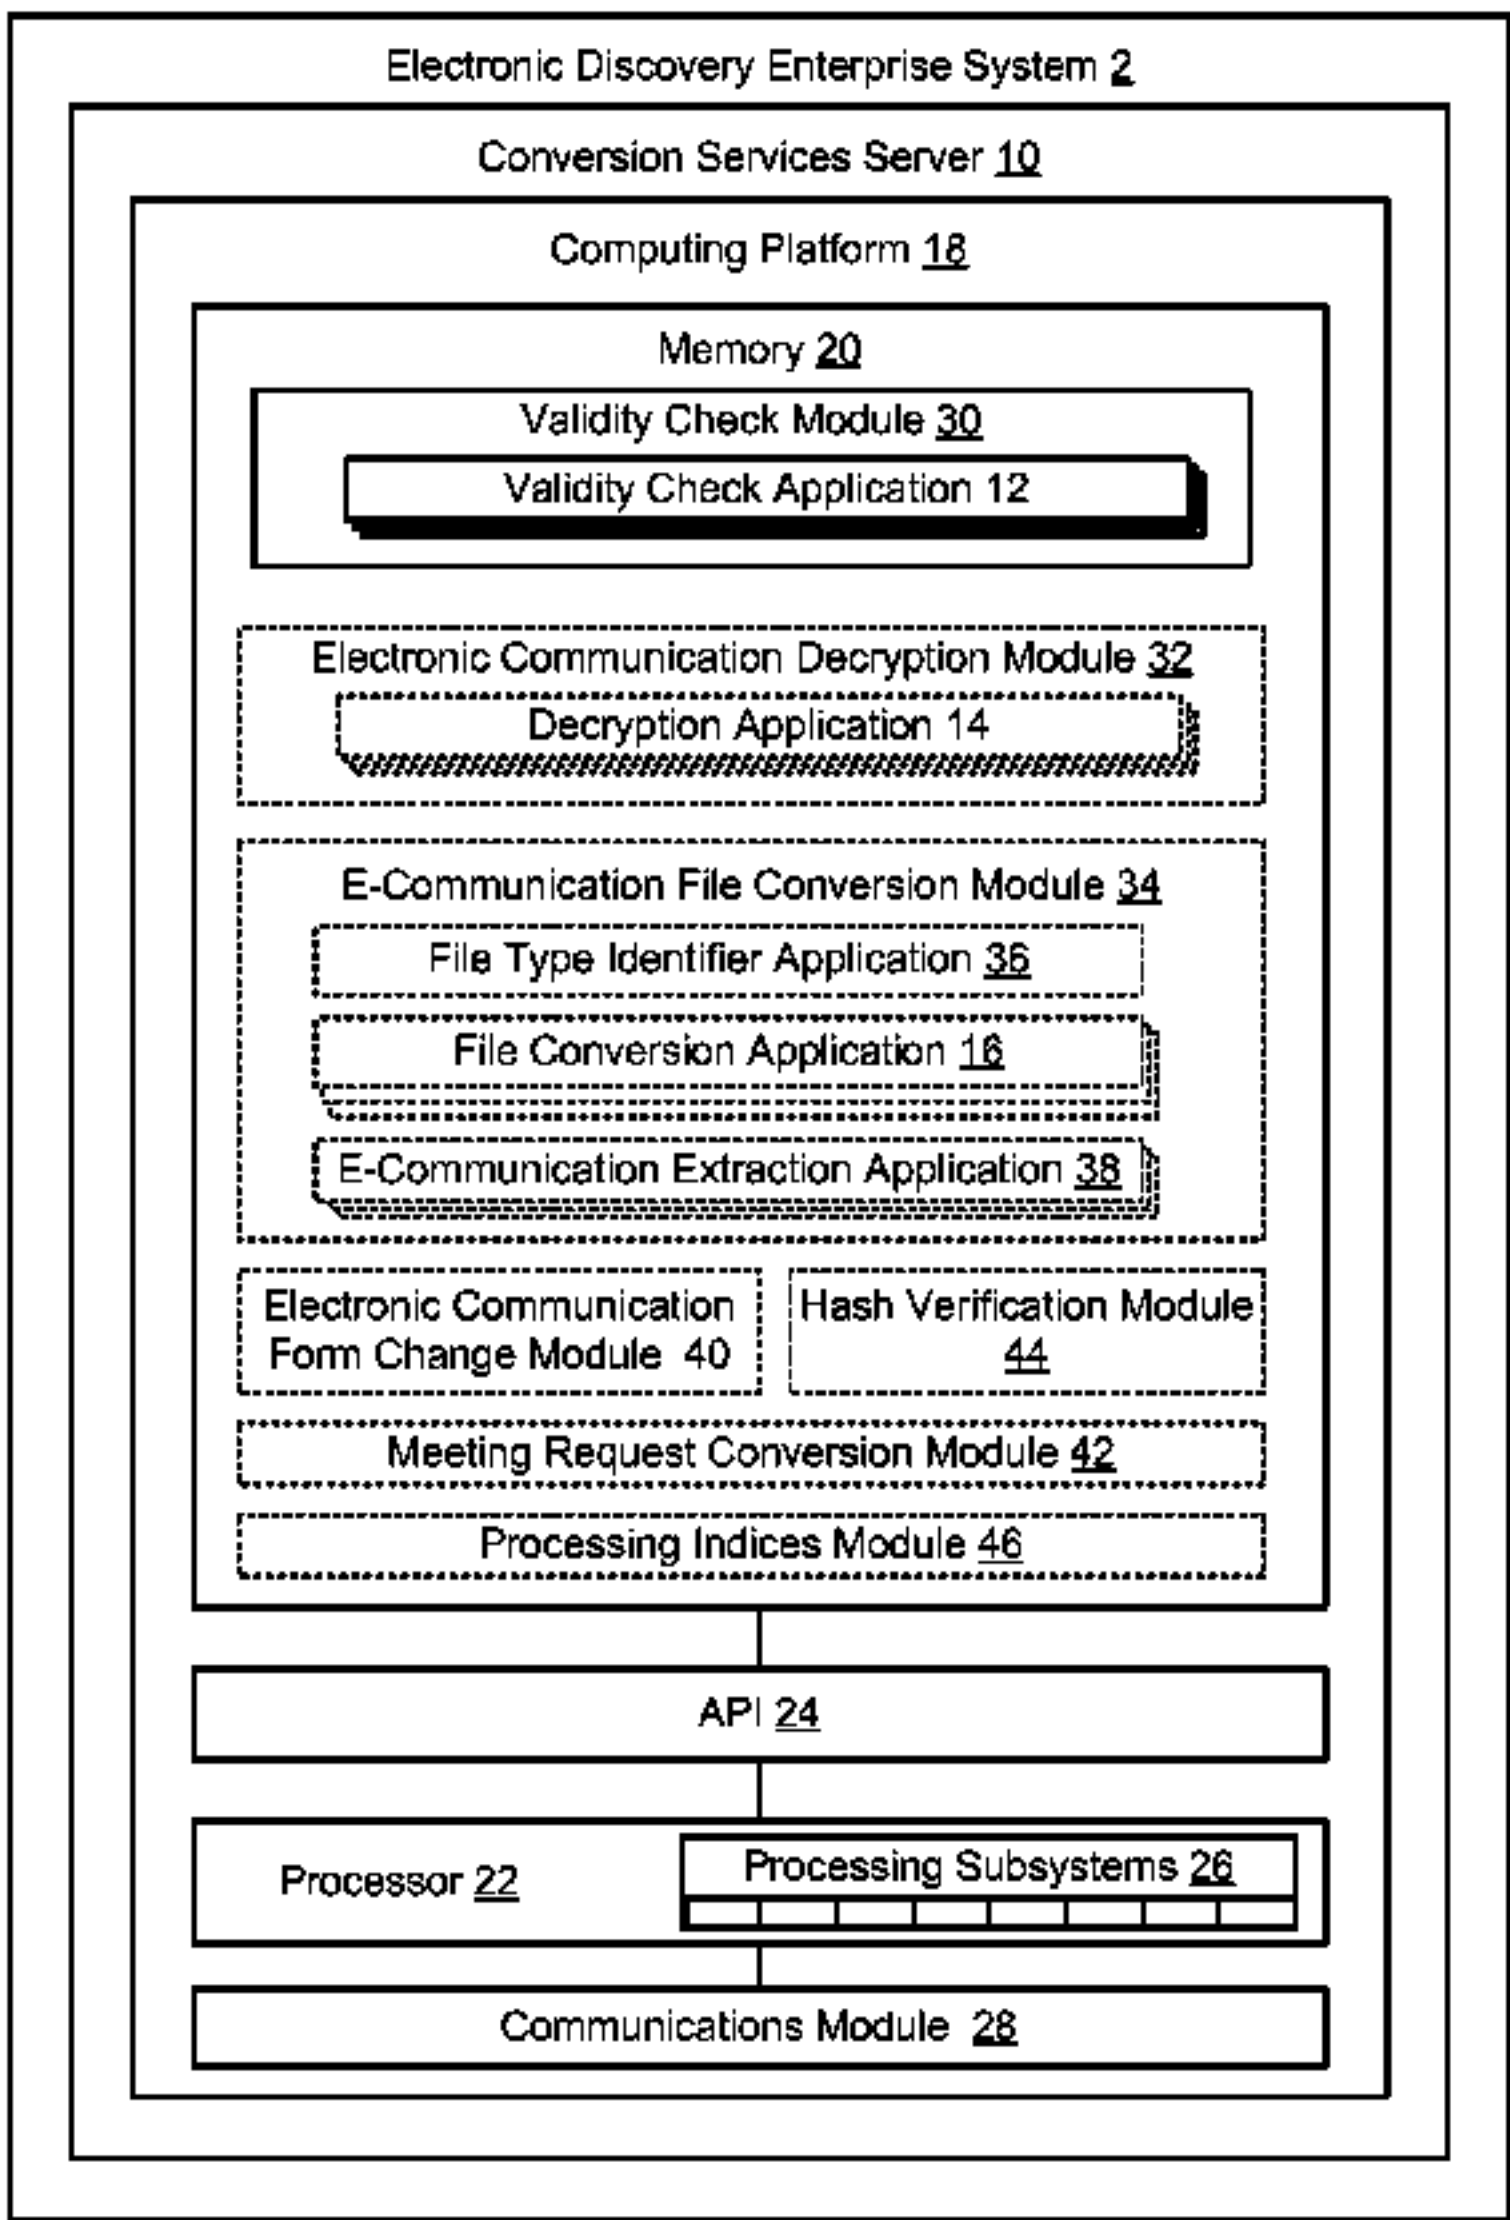 Electronic Discovery Enterprise System 2
Conversion Services Server 10
Computing Platform 18
Memory 20
Validity Check Module 30
Validity Check Application 12
Electronic Communication Decryption Module 32
Decryption Application 14
E-Communication File Conversion Module 34
File Type Identifier Application 36
File Conversion Application 16
E-Communication Extraction Application 38
Electronic Communication
Form Change Module 40
Hash Verification Module
44
Meeting Request Conversion Module 42
Processing Indices Module 46
API 24
Processor 22
Processing Subsystems 26
Communications Module 28